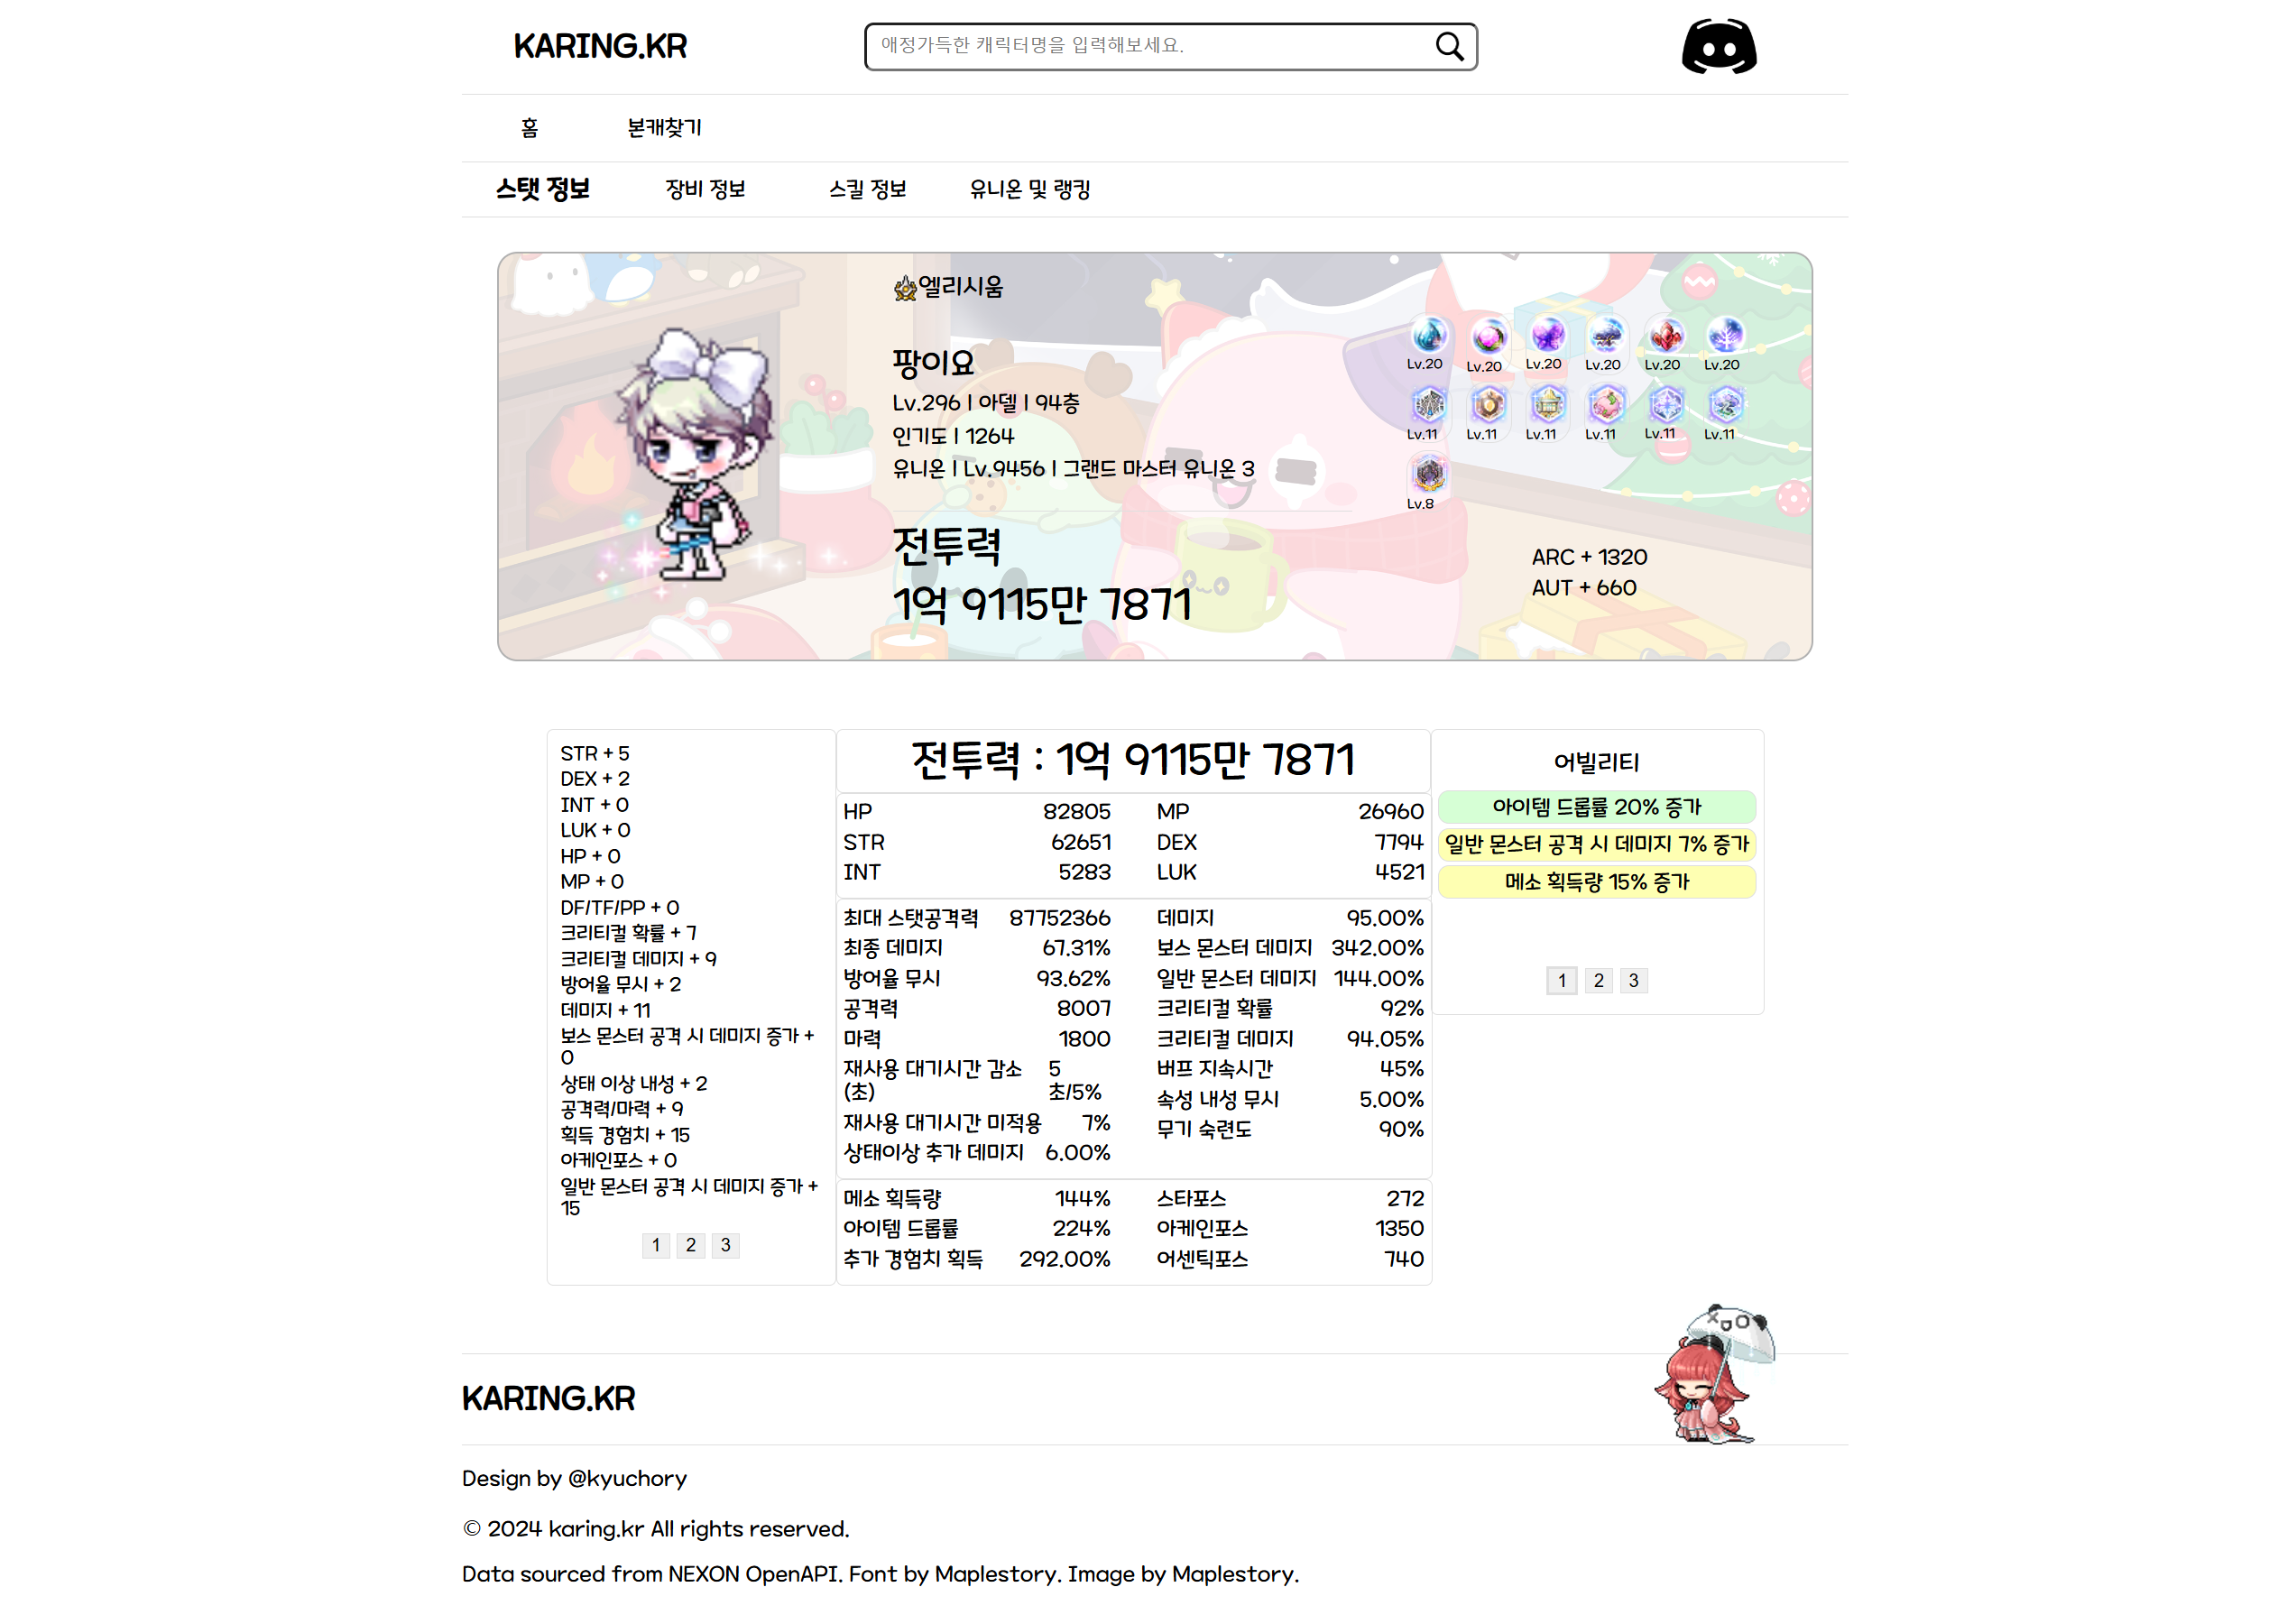 KARING.KR
애정가득한 캐릭터명을 입력해보세요.
홈 본캐찾기
스탯 정보 장비 정보 스킬 정보 유니온 및 랭킹
엘리시움
팡이요
Lv.296 | 아델 | 94층
인기도 | 1264
유니온 | Lv.9456 | 그랜드 마스터 유니온 3
전투력
1억 9115만 7871
Lv.20 Lv.20 Lv.20 Lv.20 Lv.20 Lv.20
Lv.11 Lv.11 Lv.11 Lv.11 Lv.11 Lv.11
Lv.8
ARC + 1320
AUT + 660
STR + 5
DEX + 2
INT + 0
LUK + 0
HP + 0
MP + 0
DF/TF/PP + 0
크리티컬 확률 + 7
크리티컬 데미지 + 9
방어율 무시 + 2
데미지 + 11
보스 몬스터 공격 시 데미지 증가 +
0
상태 이상 내성 + 2
공격력/마력 + 9
획득 경험치 + 15
아케인포스 + 0
일반 몬스터 공격 시 데미지 증가 +
15
1 2 3
전투력 : 1억 9115만 7871
HP 82805 MP 26960
STR 62651 DEX 7794
INT 5283 LUK 4521
최대 스탯공격력 87752366 데미지 95.00%
최종 데미지 67.31% 보스 몬스터 데미지 342.00%
방어율 무시 93.62% 일반 몬스터 데미지 144.00%
공격력 8007 크리티컬 확률 92%
마력 1800 크리티컬 데미지 94.05%
재사용 대기시간 감소 5 버프 지속시간 45%
(초) 초/5% 속성 내성 무시 5.00%
재사용 대기시간 미적용 7% 무기 숙련도 90%
상태이상 추가 데미지 6.00%
메소 획득량 144% 스타포스 272
아이템 드롭률 224% 아케인포스 1350
추가 경험치 획득 292.00% 어센틱포스 740
어빌리티
아이템 드롭률 20% 증가
일반 몬스터 공격 시 데미지 7% 증가
메소 획득량 15% 증가
1 2 3
KARING.KR
Design by @kyuchory
© 2024 karing.kr All rights reserved.
Data sourced from NEXON OpenAPI. Font by Maplestory. Image by Maplestory.